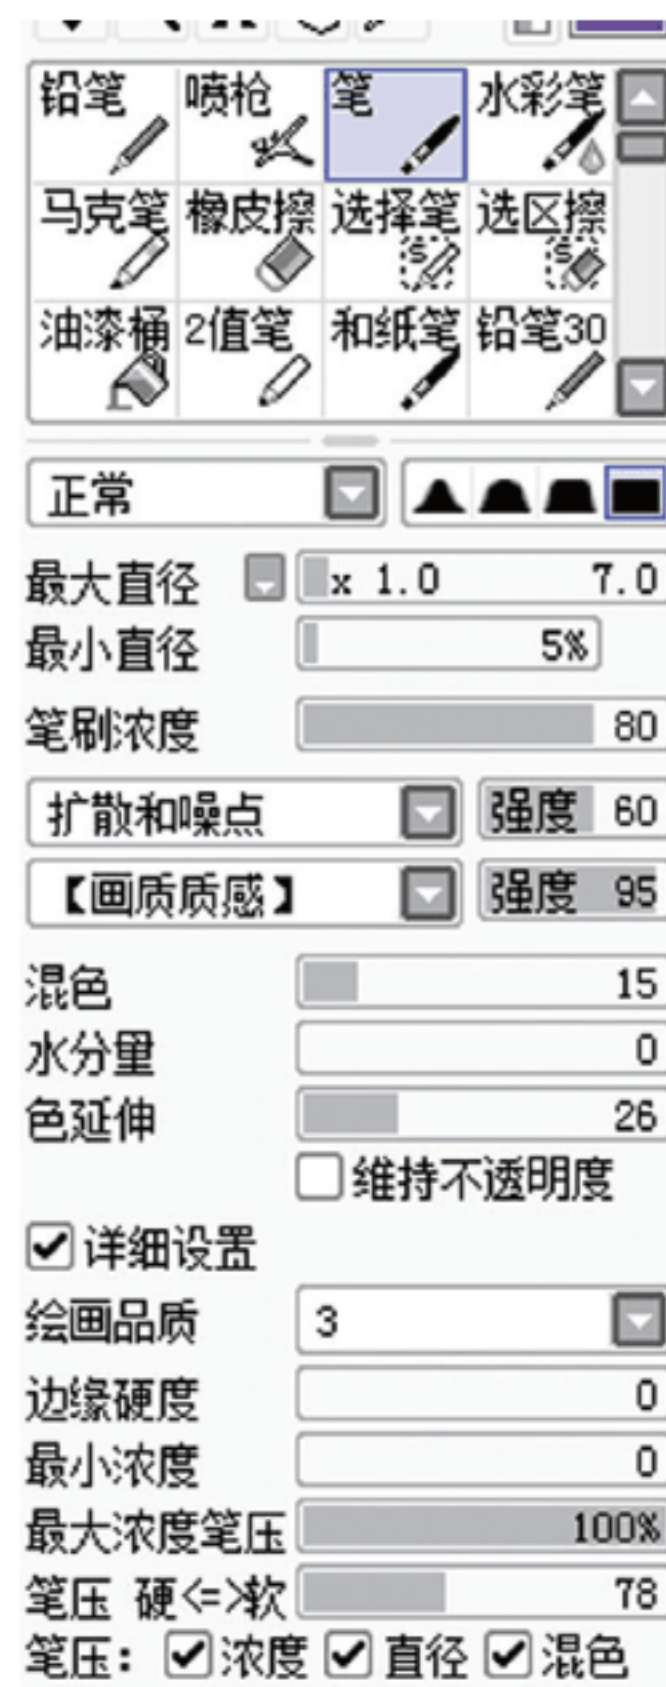 铅笔 喷枪 笔 水彩笔
马克笔 橡皮擦 选择笔 选区擦
油漆桶 2值笔 和纸笔 铅笔30
正常
最大直径 x 1.0 7.0
最小直径 5%
笔刷浓度 80
扩散和噪点 强度 60
【画质质感】 强度 95
混色 15
水分量 0
色延伸 26
维持不透明度
详细设置
绘画品质 3
边缘硬度 0
最小浓度 0
最大浓度笔压 100%
笔压 硬<=>软 78
笔压: 浓度 直径 混色